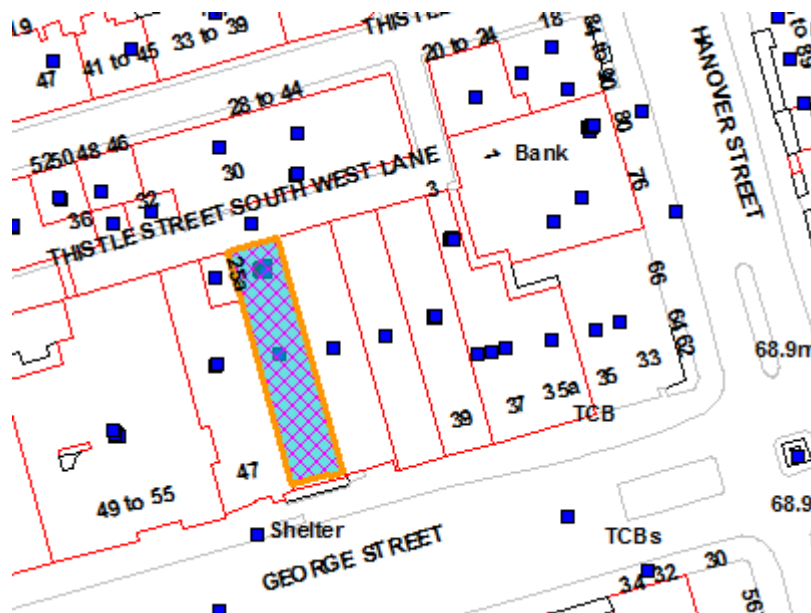 THISTLE
18
84 to 90
19
33 to 39
41 to 45
47
20 to 24
HANOVER STREET
28 to 44
80
52 50 48 46
Bank
30
76
THISTLE STREET SOUTH WEST LANE
3
32
36
25a
66
64 62
68.9m
33
35
35a
37
39
TCB
47
49 to 55
68.9
Shelter
TCBs
GEORGE STREET
30
32
34
56